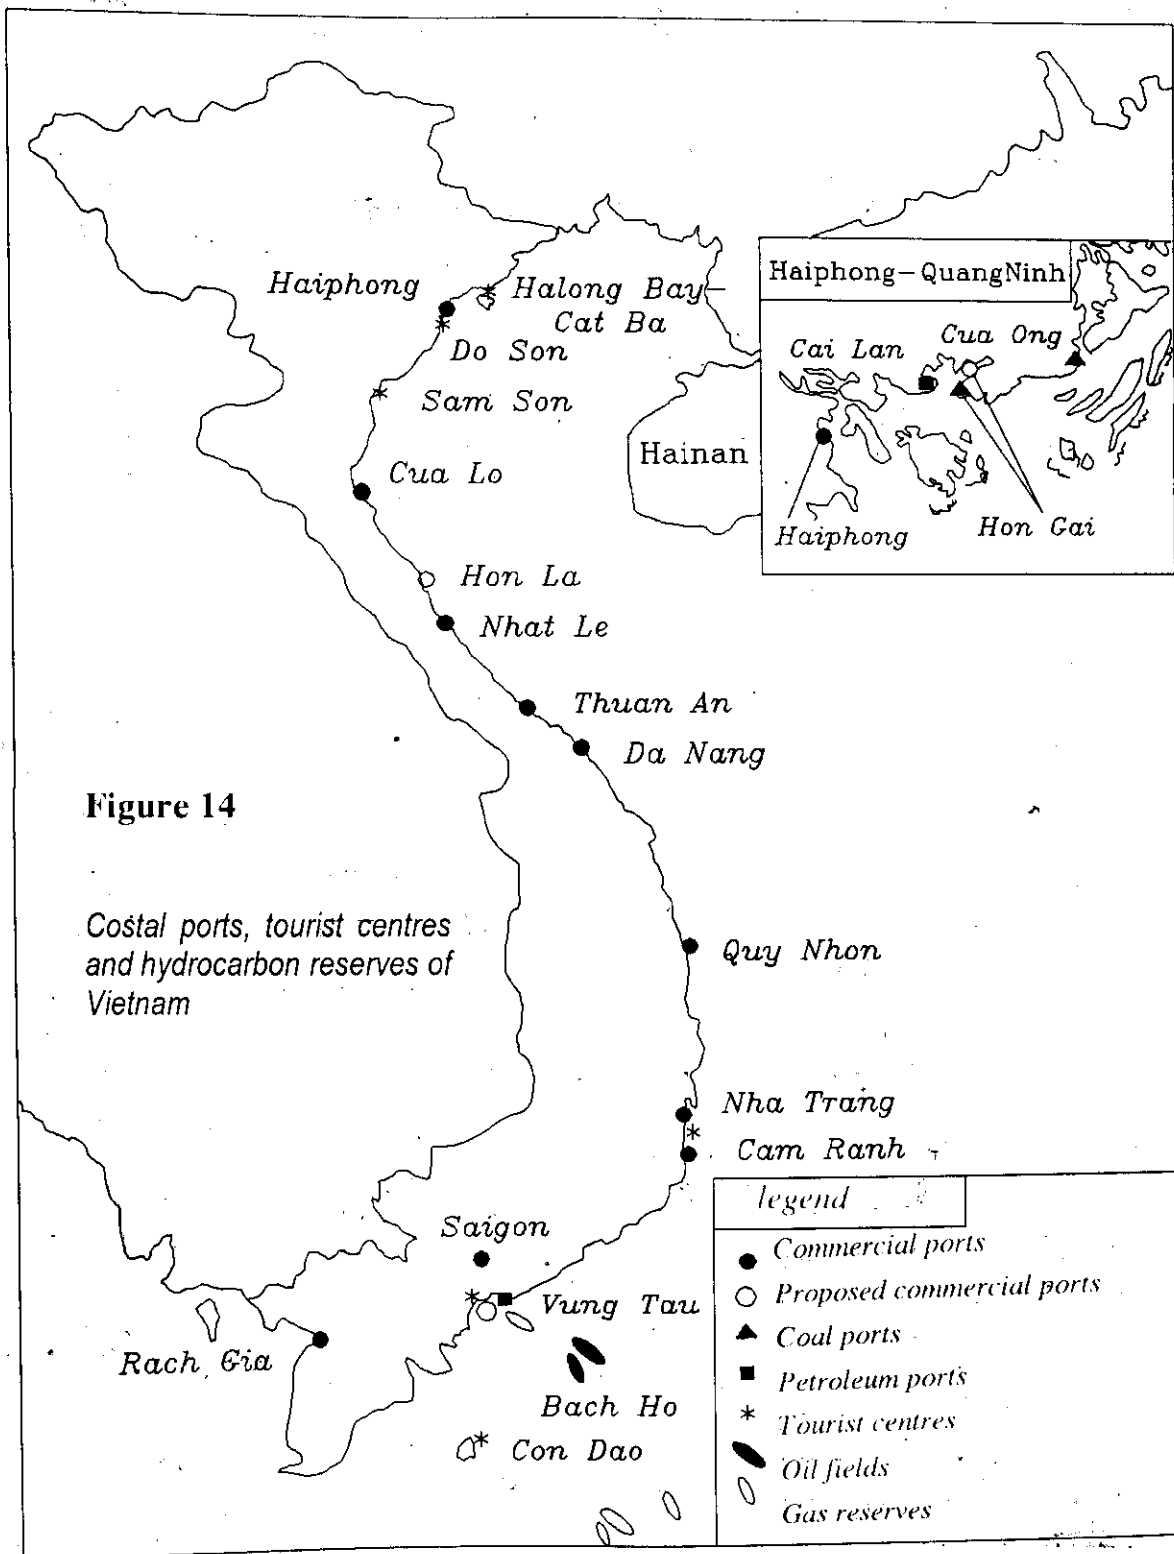 Haiphong
Halong Bay–
Cat Ba
Do Son
Sam Son
Cua Lo
Hainan
Haiphong–QuangNinh
Cai Lan
Cua Ong
Haiphong
Hon Gai
Hon La
Nhat Le
Thuan An
Da Nang
Figure 14
Costal ports, tourist centres
and hydrocarbon reserves of
Vietnam
Quy Nhon
Nha Trang
Cam Ranh
Saigon
Vung Tau
Rach Gia
Bach Ho
Con Dao
legend
Commercial ports
Proposed commercial ports
Coal ports
Petroleum ports
Tourist centres
Oil fields
Gas reserves